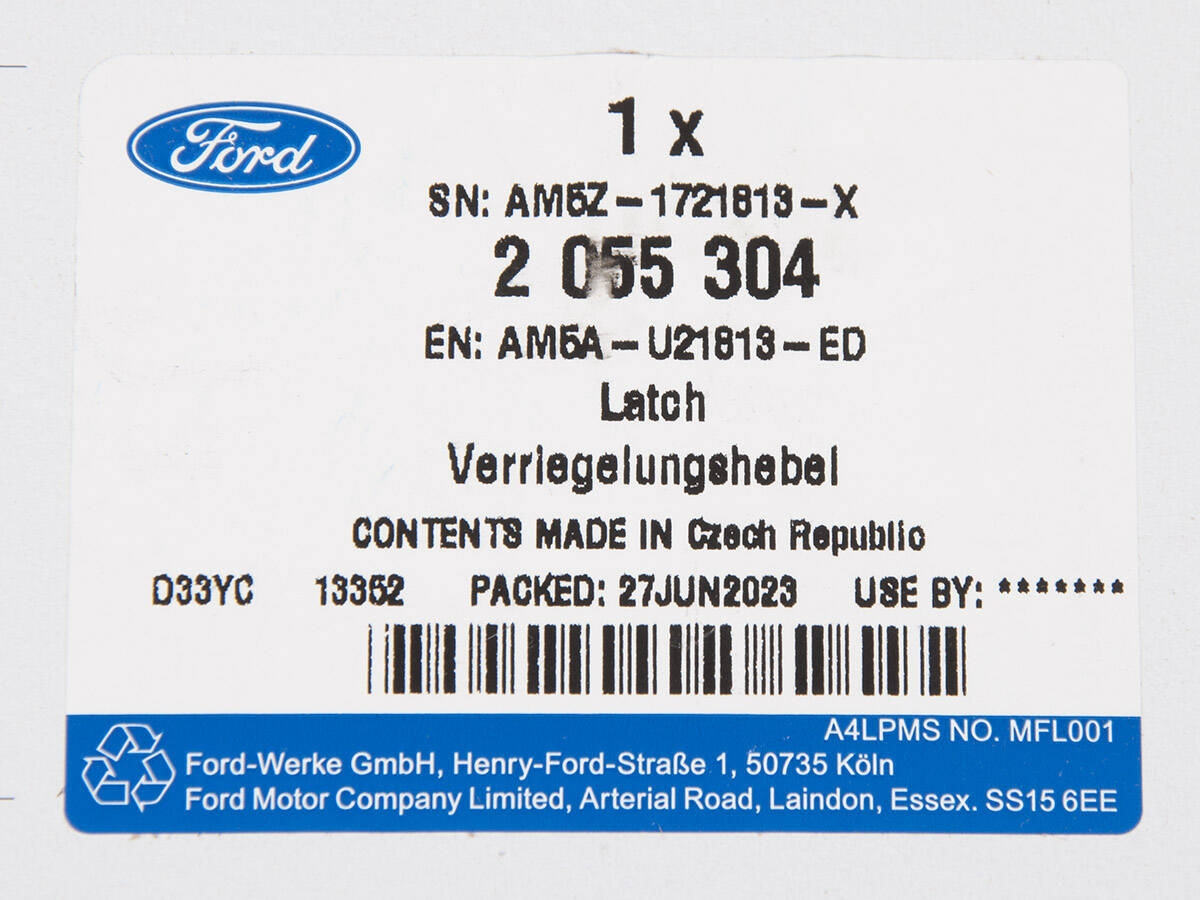 Ford
1 x
SN: AM5Z-1721813-X
2 055 304
EN: AM5A-U21813-ED
Latch
Verriegelungshebel
CONTENTS MADE IN Czech Republic
D33YC 13352 PACKED: 27JUN2023 USE BY: *******
A4LPMS NO. MFL001
Ford-Werke GmbH, Henry-Ford-Straße 1, 50735 Köln
Ford Motor Company Limited, Arterial Road, Laindon, Essex. SS15 6EE